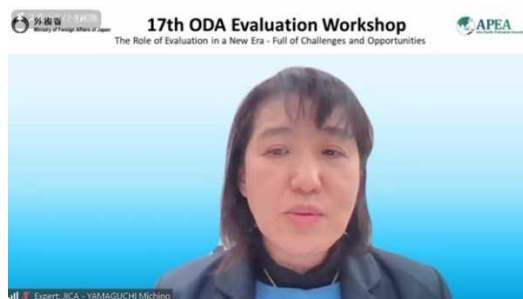 外務省
Ministry of Foreign Affairs of Japan
17th ODA Evaluation Workshop
The Role of Evaluation in a New Era - Full of Challenges and Opportunities
APEA
Expert: JICA - YAMAGUCHI Michino